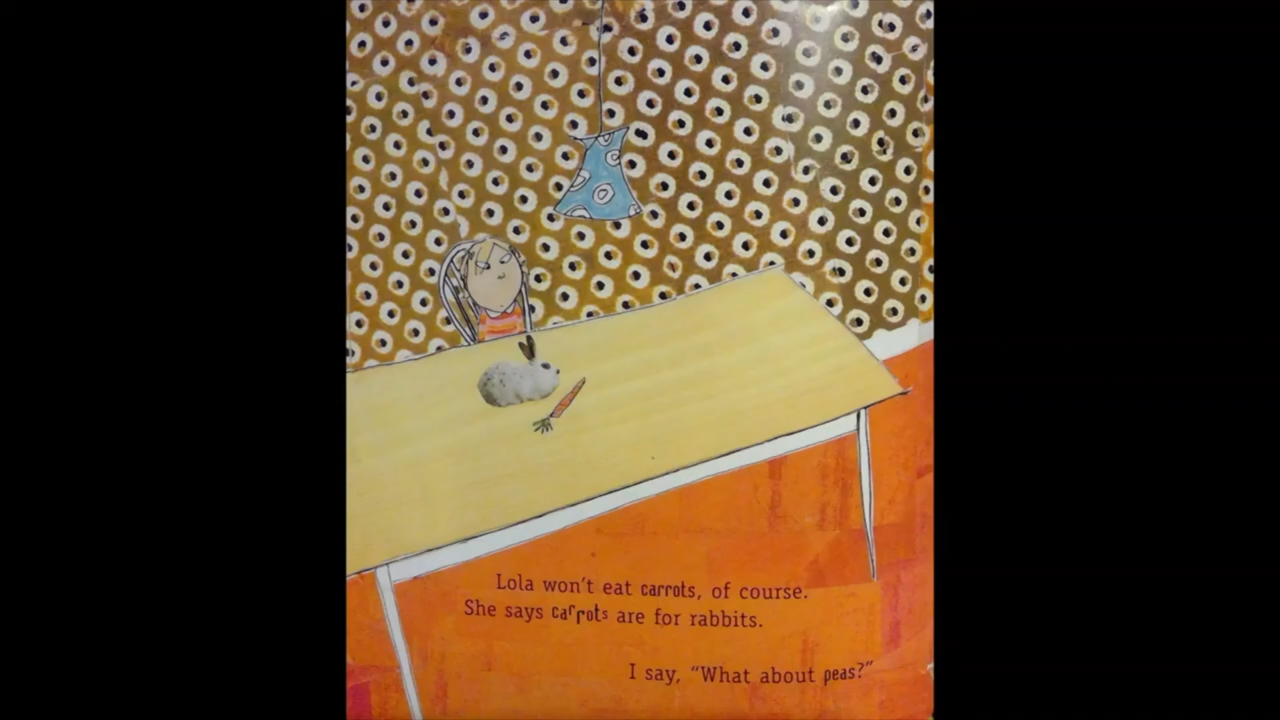 Lola won't eat carrots, of course.
She says carrots are for rabbits.
I say, "What about peas?"